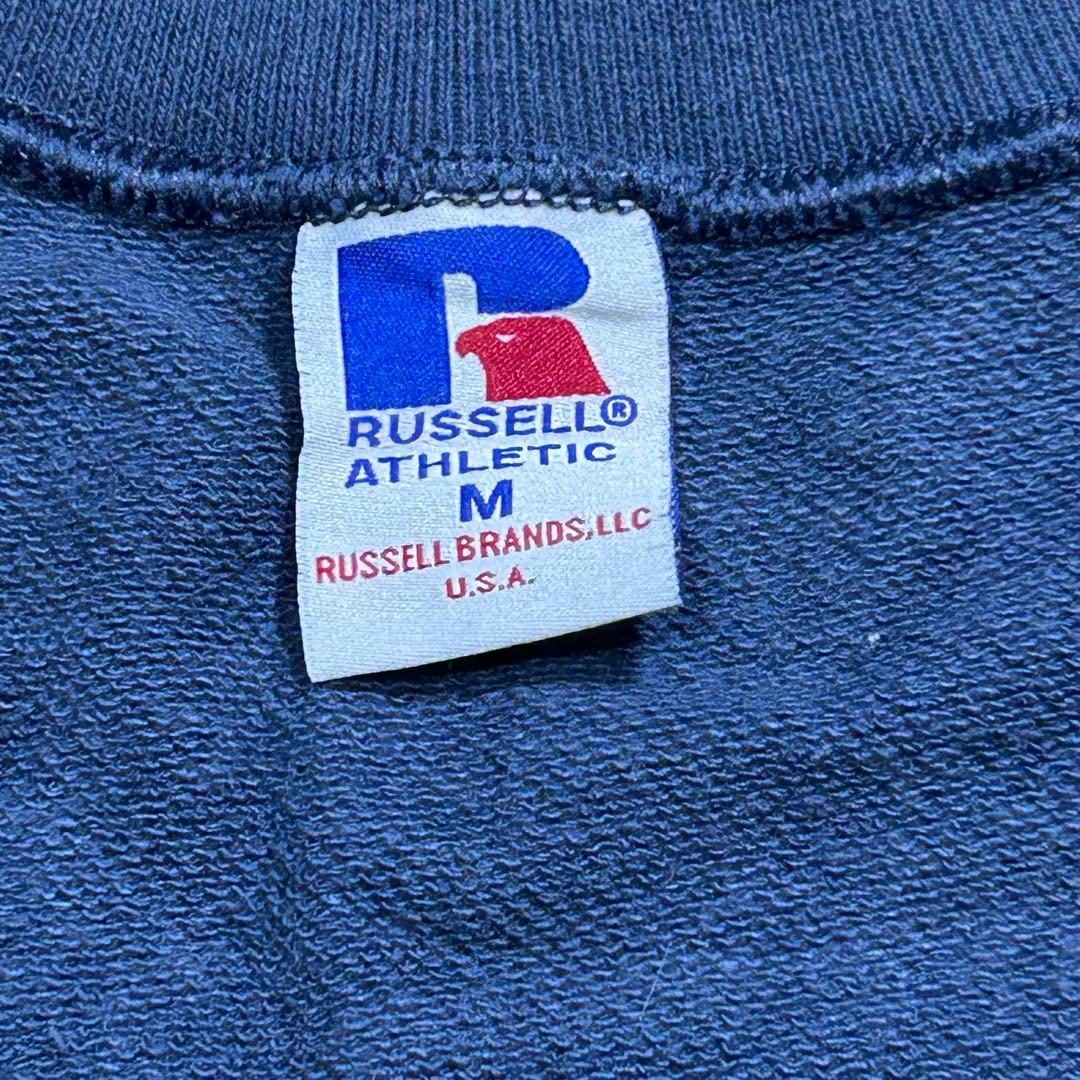 R
RUSSELL®
ATHLETIC
M
RUSSELL BRANDS, LLC
U.S.A.